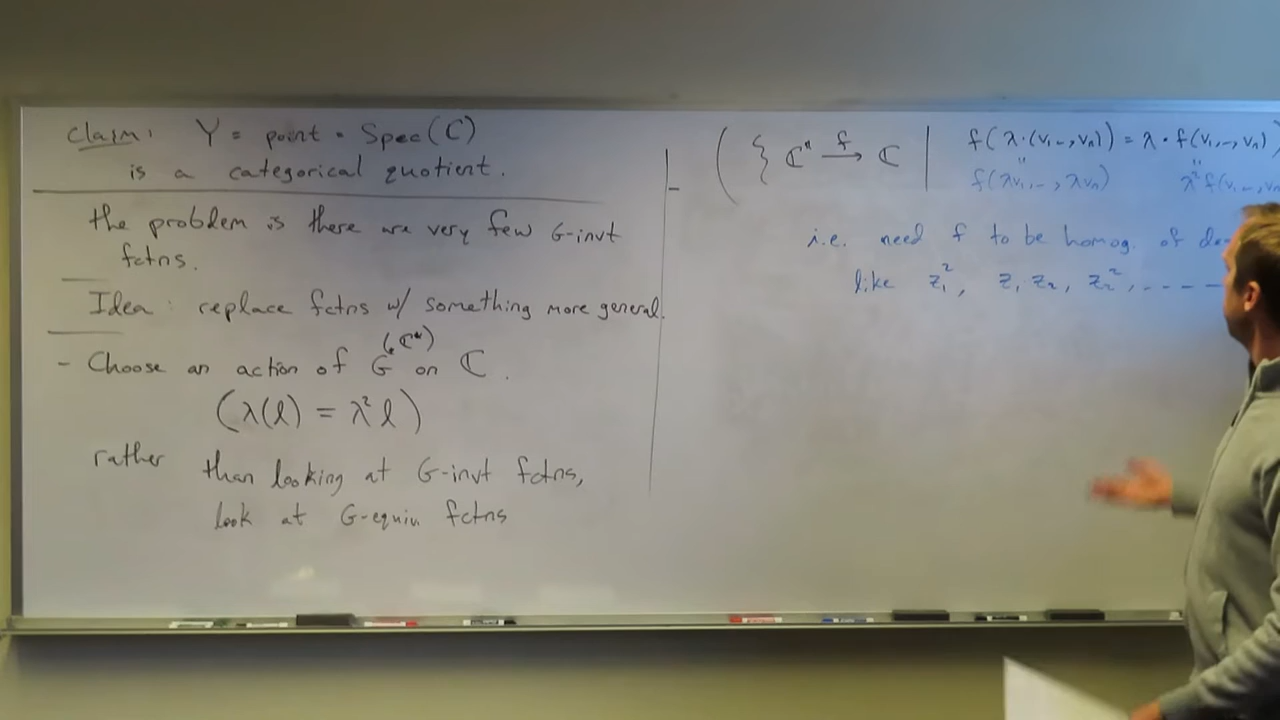 Claim: Y = point = Spec(ℂ)
is a categorical quotient.
the problem is there are very few G-invt
fctns.
Idea: replace fctns w/ something more general.
- Choose an action of G on ℂ.
(ℂ*)
(λ(l) = λ²l)
rather than looking at G-invt fctns,
look at G-equiv fctns
- ( { ℂⁿ →f ℂ | f(λ·(v₁,-,vₙ)) = λ · f(v₁,-,vₙ)
f(λv₁,-,λvₙ) λ²f(v₁,-,vₙ
i.e. need f to be homog. of
like z₁², z₁z₂, z₂², ....